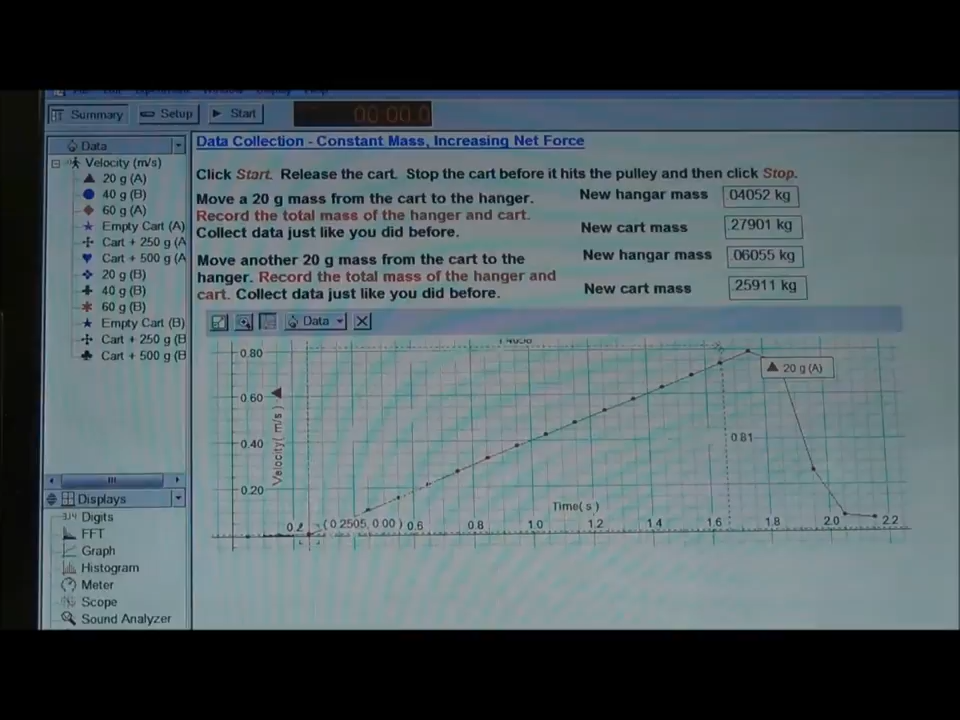 Summary Setup Start 00:00.0
Data
Velocity (m/s)
20 g (A)
40 g (B)
60 g (A)
Empty Cart (A)
Cart + 250 g (A
Cart + 500 g (A
20 g (B)
40 g (B)
60 g (B)
Empty Cart (B)
Cart + 250 g (B
Cart + 500 g (B
Displays
Digits
FFT
Graph
Histogram
Meter
Scope
Sound Analyzer
Data Collection - Constant Mass, Increasing Net Force
Click Start. Release the cart. Stop the cart before it hits the pulley and then click Stop.
Move a 20 g mass from the cart to the hanger.
Record the total mass of the hanger and cart.
Collect data just like you did before.
Move another 20 g mass from the cart to the
hanger. Record the total mass of the hanger and
cart. Collect data just like you did before.
New hangar mass .04052 kg
New cart mass .27901 kg
New hangar mass .06055 kg
New cart mass .25911 kg
Data
0.80
20 g (A)
0.60
Velocity( m/s )
0.40
0.81
0.20
Time( s )
(0.2505, 0.00 ) 0.6 0.8 1.0 1.2 1.4 1.6 1.8 2.0 2.2